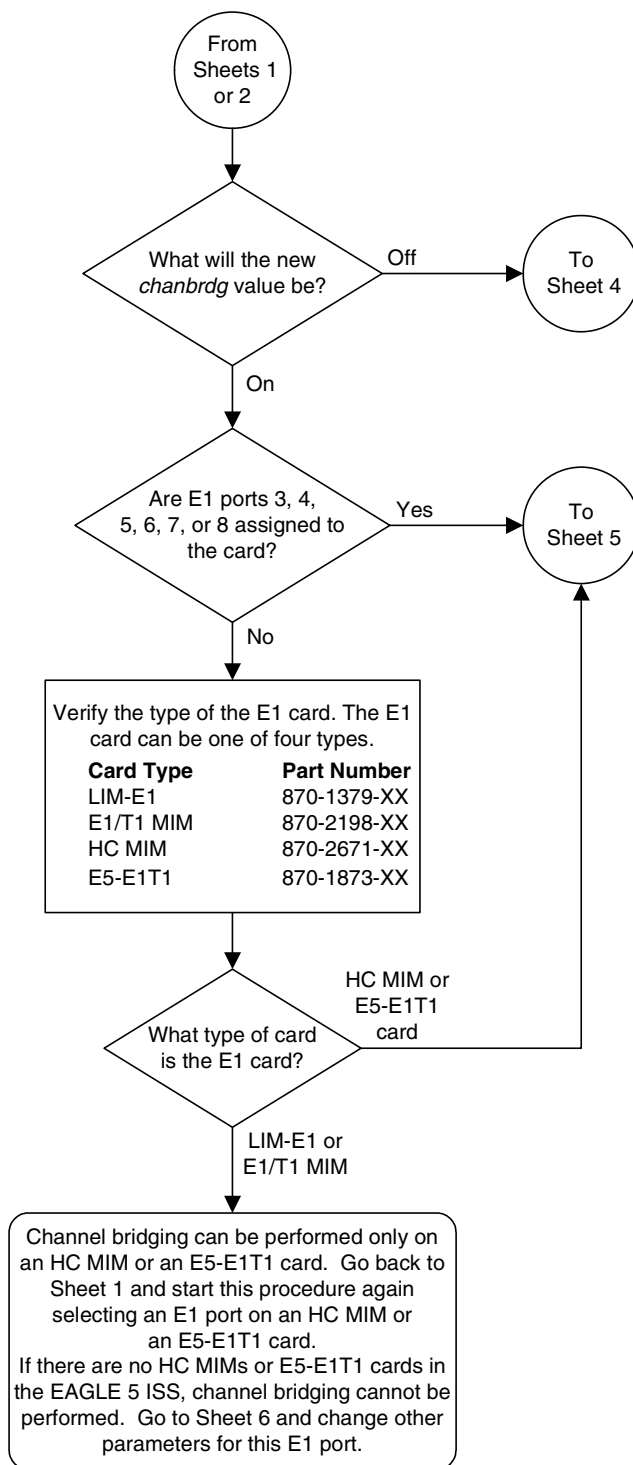 From
Sheets 1
or 2
What will the new
chanbrdg value be?
Off
To
Sheet 4
On
Are E1 ports 3, 4,
5, 6, 7, or 8 assigned to
the card?
Yes
To
Sheet 5
No
Verify the type of the E1 card. The E1
card can be one of four types.
Card Type Part Number
LIM-E1 870-1379-XX
E1/T1 MIM 870-2198-XX
HC MIM 870-2671-XX
E5-E1T1 870-1873-XX
HC MIM or
E5-E1T1
card
What type of card
is the E1 card?
LIM-E1 or
E1/T1 MIM
Channel bridging can be performed only on
an HC MIM or an E5-E1T1 card. Go back to
Sheet 1 and start this procedure again
selecting an E1 port on an HC MIM or
an E5-E1T1 card.
If there are no HC MIMs or E5-E1T1 cards in
the EAGLE 5 ISS, channel bridging cannot be
performed. Go to Sheet 6 and change other
parameters for this E1 port.